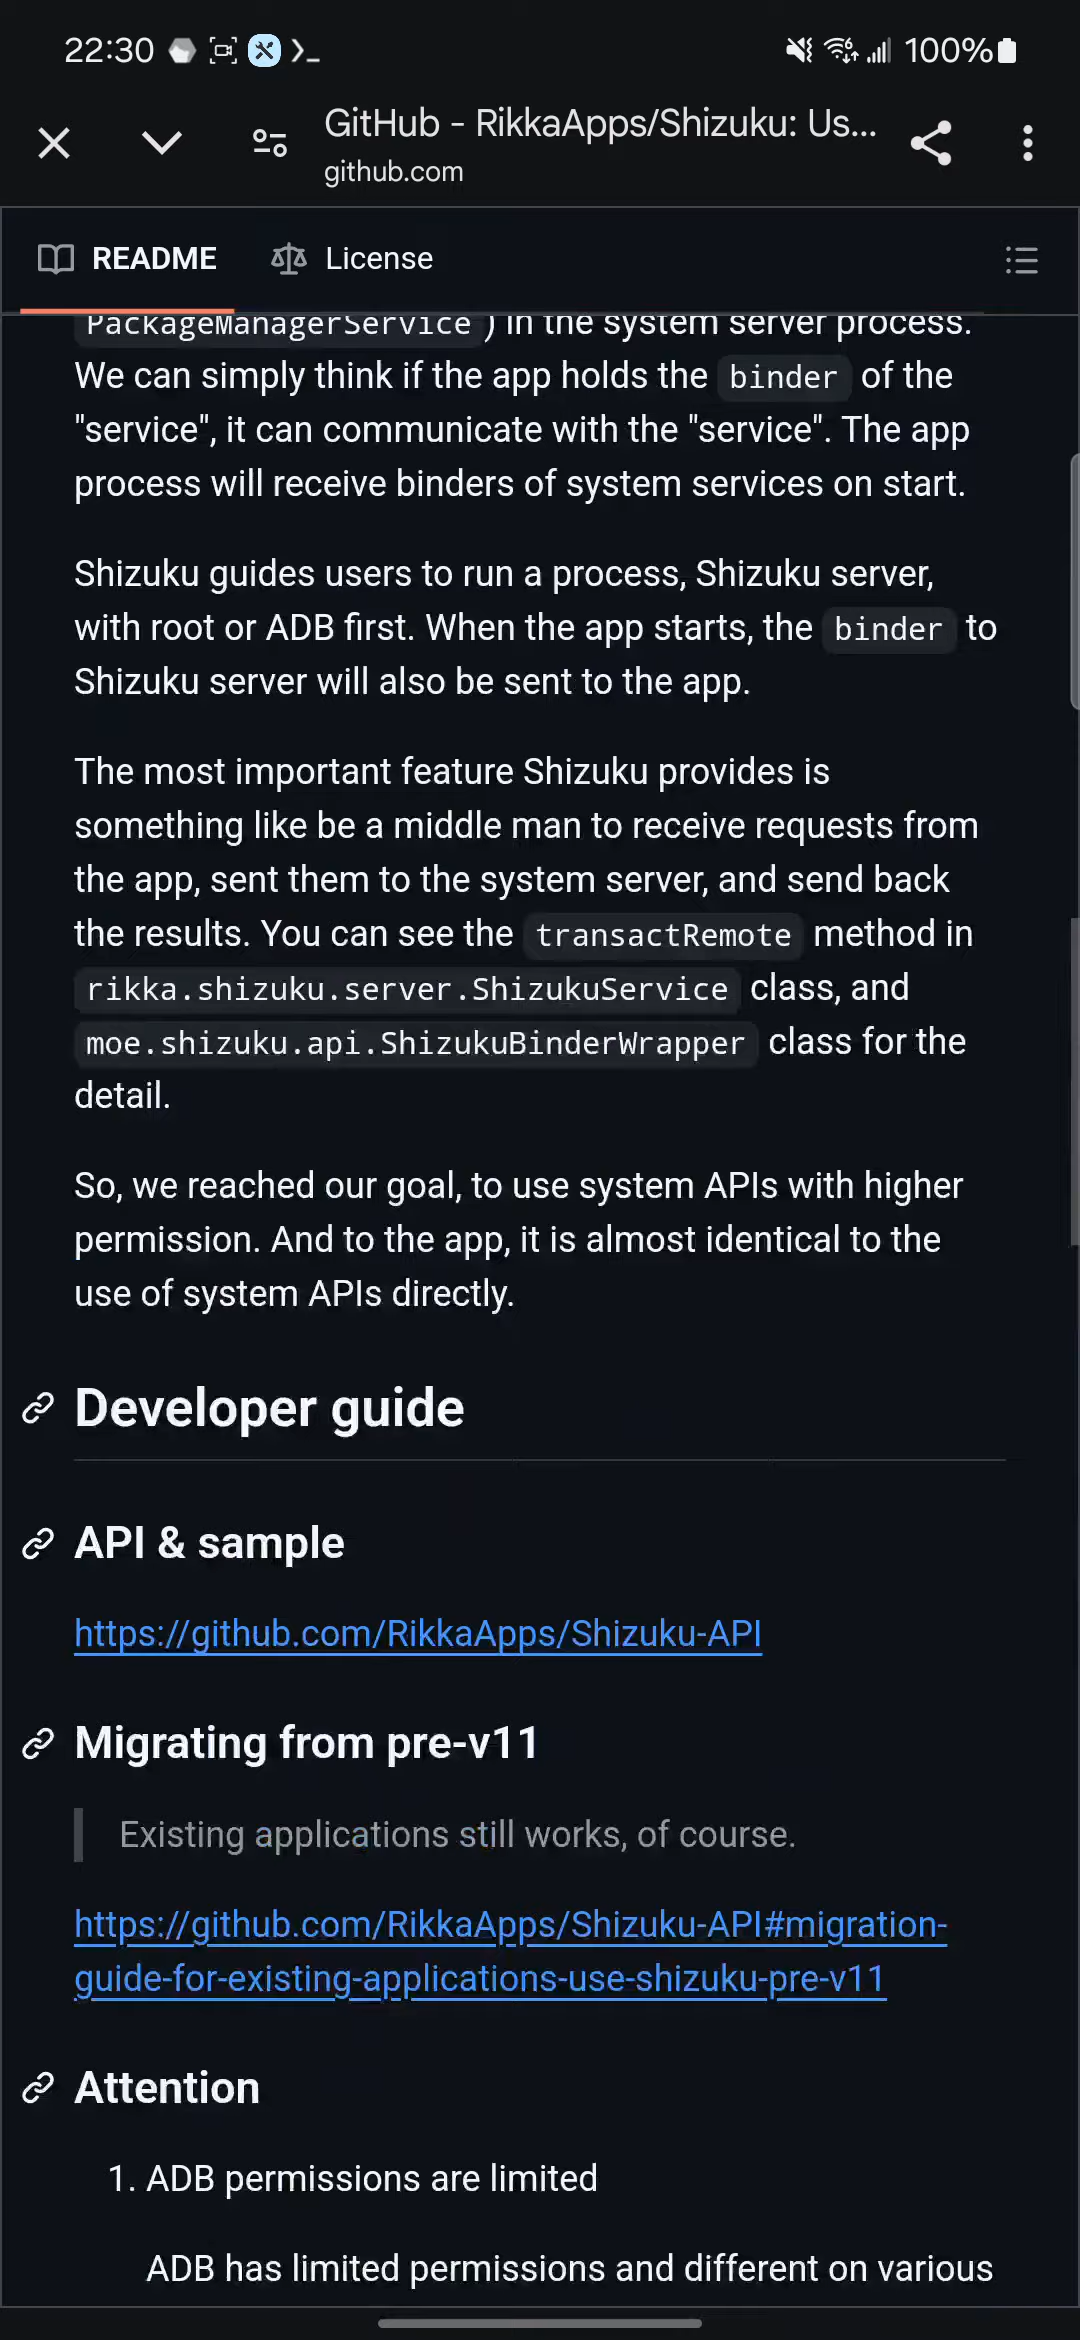 22:30
100%
GitHub - RikkaApps/Shizuku: Us...
github.com
README
License
PackageManagerService ) in the system server process.
We can simply think if the app holds the binder of the
"service", it can communicate with the "service". The app
process will receive binders of system services on start.
Shizuku guides users to run a process, Shizuku server,
with root or ADB first. When the app starts, the binder to
Shizuku server will also be sent to the app.
The most important feature Shizuku provides is
something like be a middle man to receive requests from
the app, sent them to the system server, and send back
the results. You can see the transactRemote method in
rikka.shizuku.server.ShizukuService class, and
moe.shizuku.api.ShizukuBinderWrapper class for the
detail.
So, we reached our goal, to use system APIs with higher
permission. And to the app, it is almost identical to the
use of system APIs directly.
Developer guide
API & sample
https://github.com/RikkaApps/Shizuku-API
Migrating from pre-v11
Existing applications still works, of course.
https://github.com/RikkaApps/Shizuku-API#migration-
guide-for-existing-applications-use-shizuku-pre-v11
Attention
1. ADB permissions are limited
ADB has limited permissions and different on various